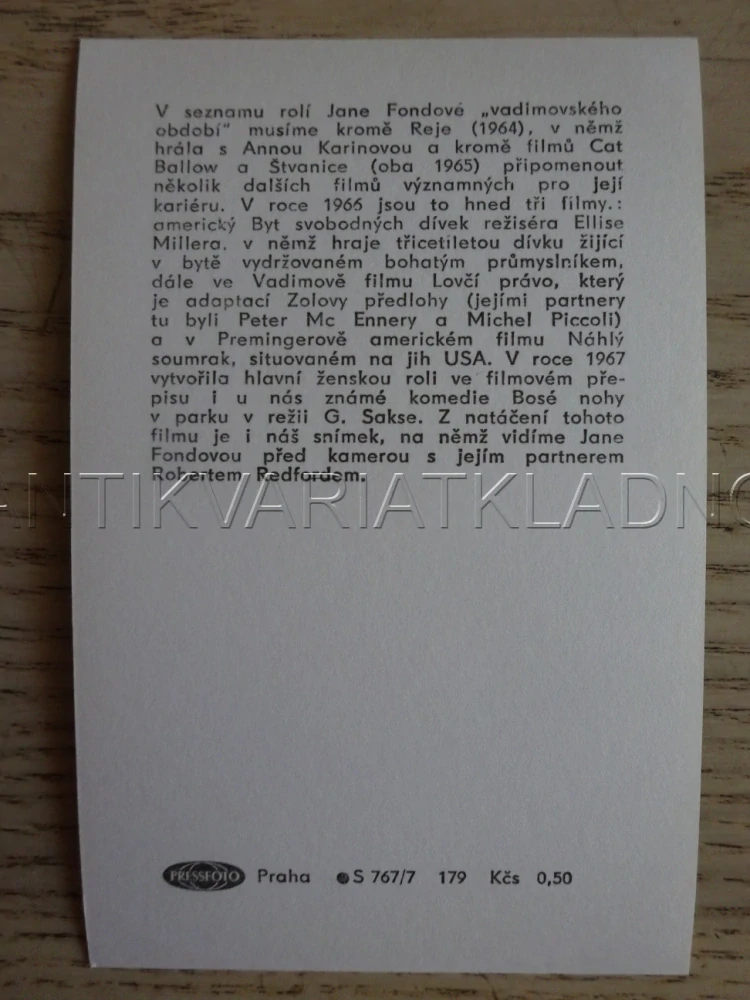 V seznamu rolí Jane Fondové „vadimovského
období“ musíme kromě Reje (1964), v němž
hrála s Annou Karinovou a kromě filmů Cat
Ballow a Štvanice (oba 1965) připomenout
několik dalších filmů významných pro její
kariéru. V roce 1966 jsou to hned tři filmy.:
americký Byt svobodných dívek režiséra Ellise
Millera, v němž hraje třicetiletou dívku žijící
v bytě vydržovaném bohatým průmyslníkem,
dále ve Vadimově filmu Lovčí právo, který
je adaptací Zolovy předlohy (jejími partnery
tu byli Peter Mc Ennery a Michel Piccoli)
a v Premingerově americkém filmu Náhlý
soumrak, situovaném na jih USA. V roce 1967
vytvořila hlavní ženskou roli ve filmovém pře-
pisu i u nás známé komedie Bosé nohy
v parku v režii G. Sakse. Z natáčení tohoto
filmu je i náš snímek, na němž vidíme Jane
Fondovou před kamerou s jejím partnerem
Robertem Redfordem.
ANTIKVARIATKLADNO
PRESSFOTO Praha S 767/7 179 Kčs 0,50